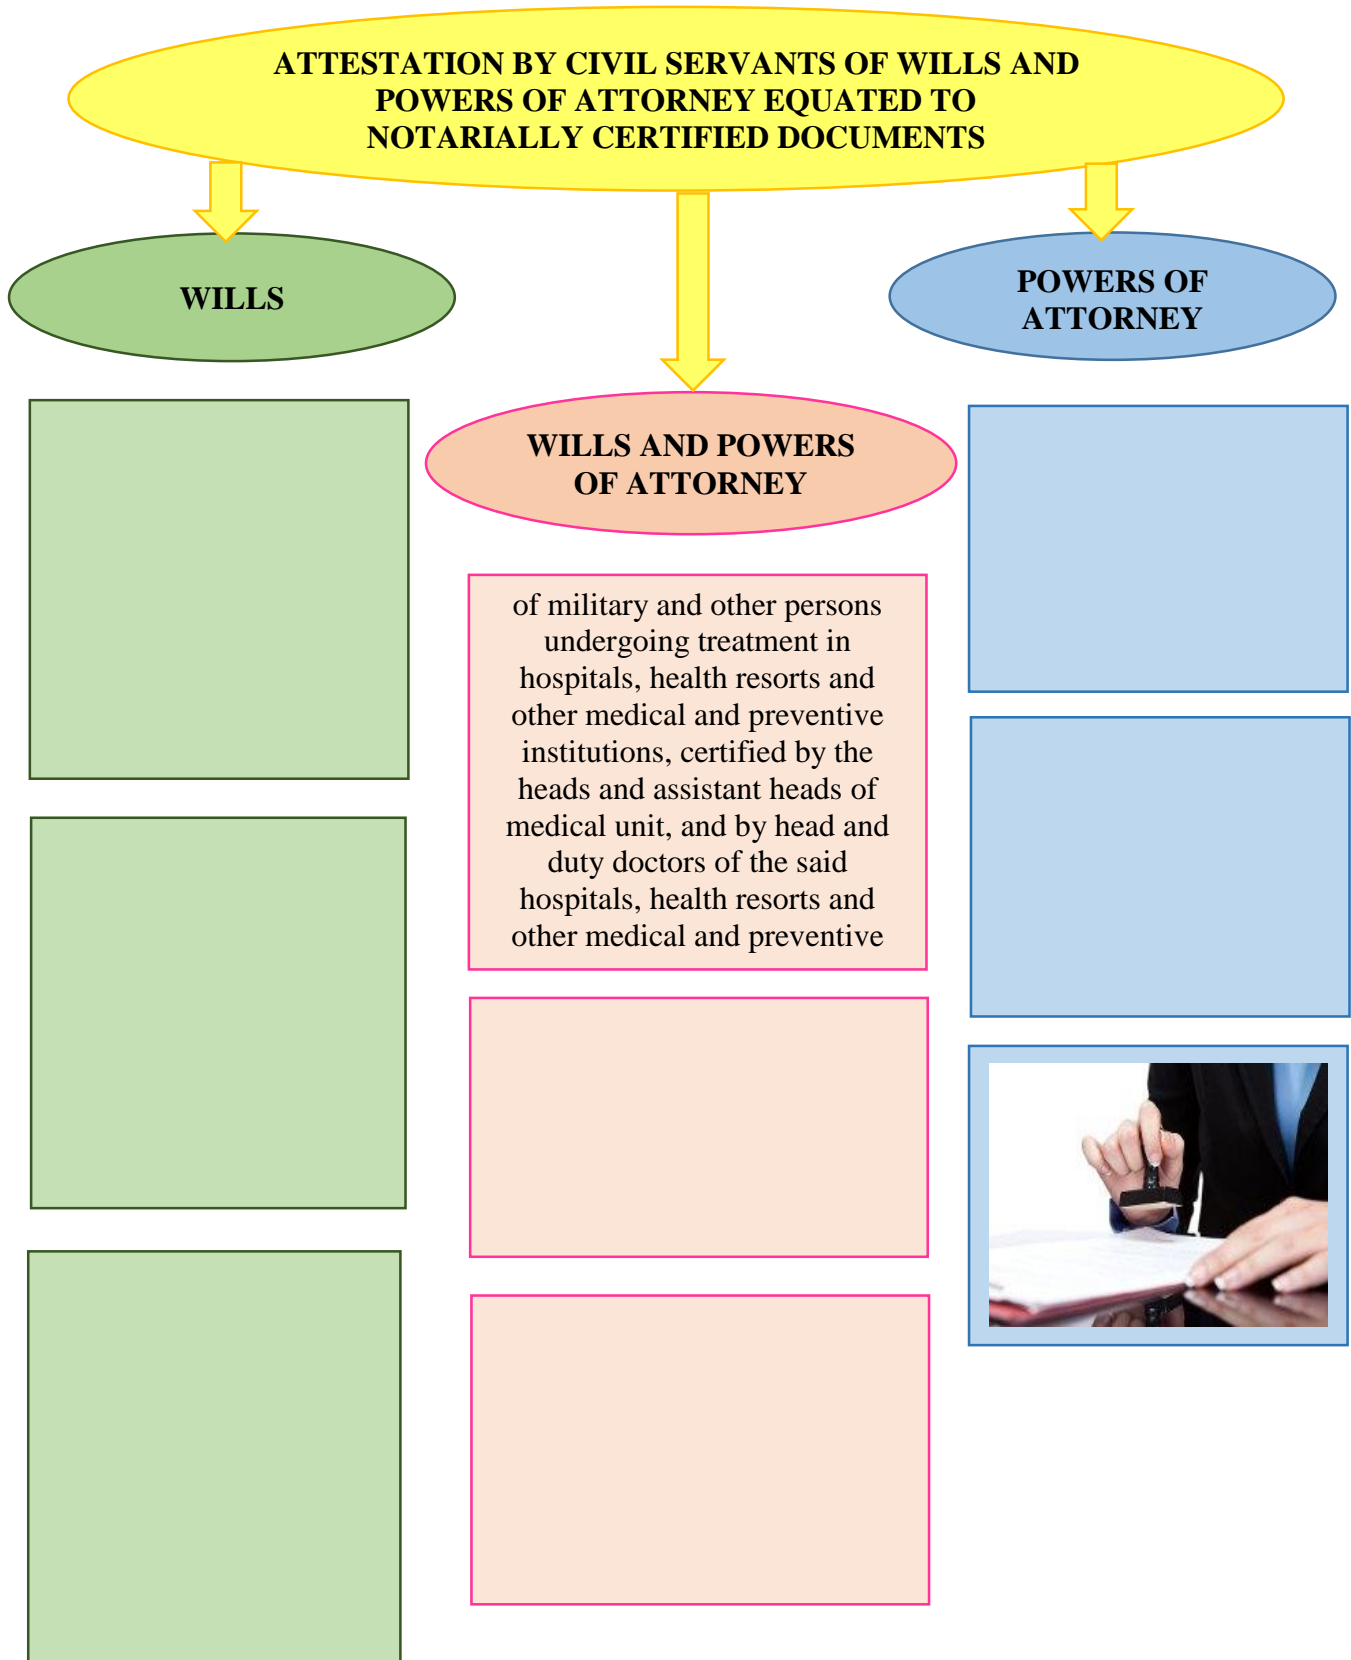 ATTESTATION BY CIVIL SERVANTS OF WILLS AND
POWERS OF ATTORNEY EQUATED TO
NOTARIALLY CERTIFIED DOCUMENTS
WILLS
POWERS OF
ATTORNEY
WILLS AND POWERS
OF ATTORNEY
of military and other persons
undergoing treatment in
hospitals, health resorts and
other medical and preventive
institutions, certified by the
heads and assistant heads of
medical unit, and by head and
duty doctors of the said
hospitals, health resorts and
other medical and preventive